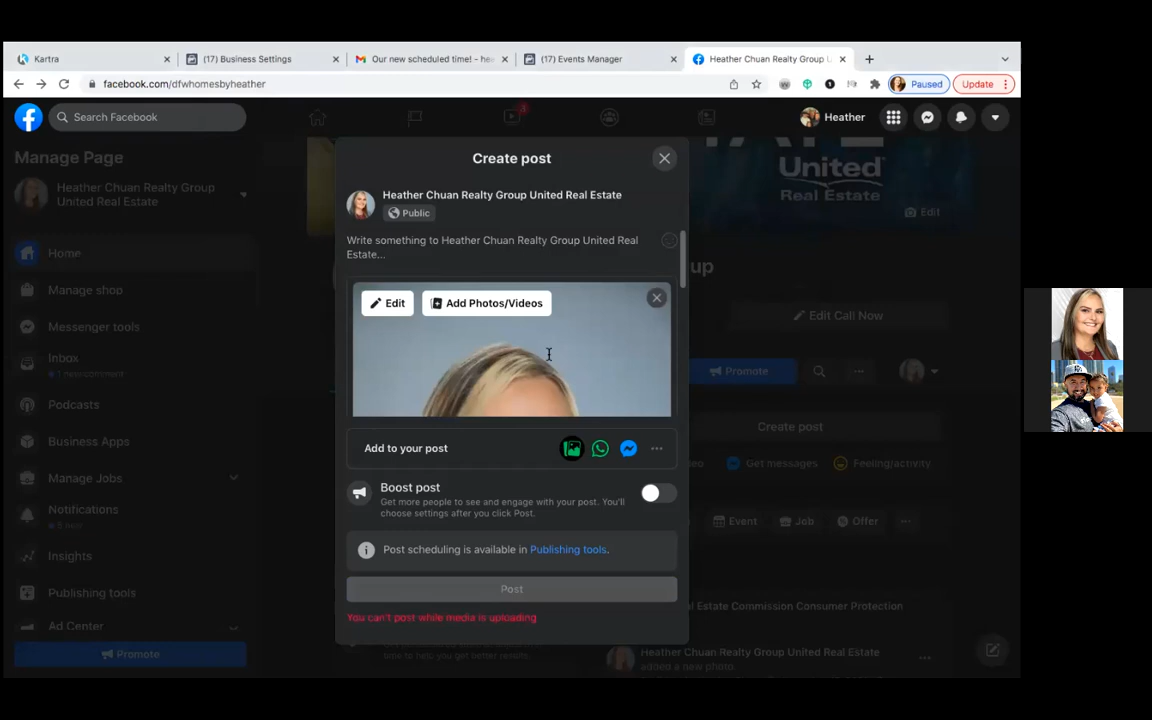 Kartra
(17) Business Settings
Our new scheduled time! - he
(17) Events Manager
Heather Chuan Realty Group U
facebook.com/dfwhomesbyheather
Paused
Update
Search Facebook
3
Heather
Manage Page
Heather Chuan Realty Group
United Real Estate
Home
Manage shop
Messenger tools
Inbox
1 new comment
Podcasts
Business Apps
Manage Jobs
Notifications
Insights
Publishing tools
Ad Center
Promote
Create post
Heather Chuan Realty Group United Real Estate
Public
Write something to Heather Chuan Realty Group United Real
Estate...
Edit
Add Photos/Videos
Add to your post
Boost post
Get more people to see and engage with your post. You'll
choose settings after you click Post.
Post scheduling is available in Publishing tools.
Post
You can't post while media is uploading
United
Real Estate
Edit
up
Edit Call Now
Promote
Create post
Get messages
Feeling/activity
Event
Job
Offer
Estate Commission Consumer Protection
Heather Chuan Realty Group United Real Estate
added a new photo.